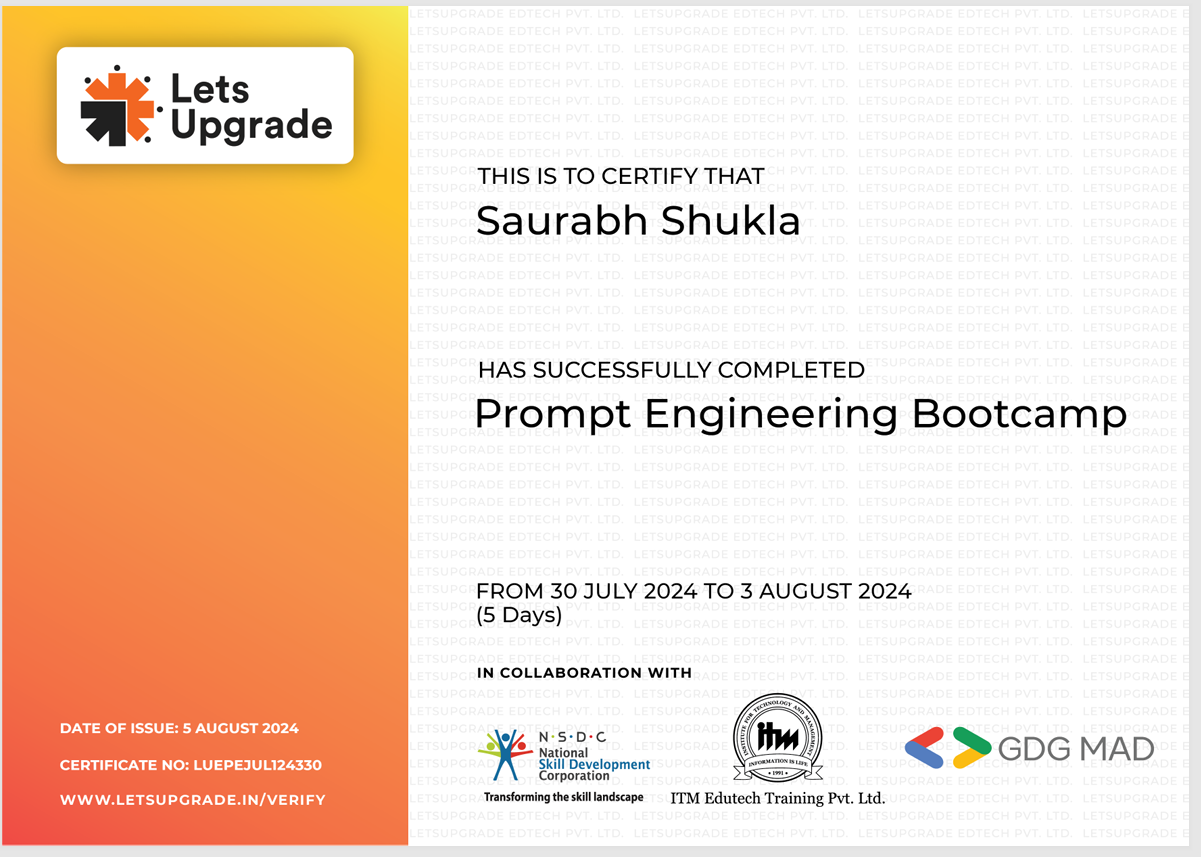 Lets
Upgrade
THIS IS TO CERTIFY THAT
Saurabh Shukla
HAS SUCCESSFULLY COMPLETED
Prompt Engineering Bootcamp
FROM 30 JULY 2024 TO 3 AUGUST 2024
(5 Days)
IN COLLABORATION WITH
N·S·D·C
National
Skill Development
Corporation
Transforming the skill landscape
INSTITUTE FOR TECHNOLOGY AND MANAGEMENT
itm
INFORMATION IS LIFE
• 1991 •
ITM Edutech Training Pvt. Ltd.
GDG MAD
DATE OF ISSUE: 5 AUGUST 2024
CERTIFICATE NO: LUEPEJUL124330
WWW.LETSUPGRADE.IN/VERIFY
LETSUPGRADE EDTECH PVT. LTD.